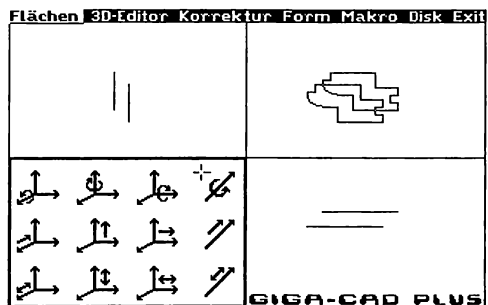 Flächen 3D-Editor Korrektur Form Makro Disk Exit
GIGA-CAD PLUS